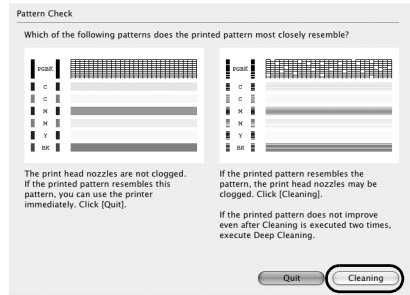 Pattern Check
Which of the following patterns does the printed pattern most closely resemble?
PGBK
C
C
M
M
Y
BK
PGBK
C
C
M
M
Y
BK
The print head nozzles are not clogged.
If the printed pattern resembles this
pattern, you can use the printer
immediately. Click [Quit].
If the printed pattern resembles the
pattern, the print head nozzles may be
clogged. Click [Cleaning].
If the printed pattern does not improve
even after Cleaning is executed two times,
execute Deep Cleaning.
Quit
Cleaning